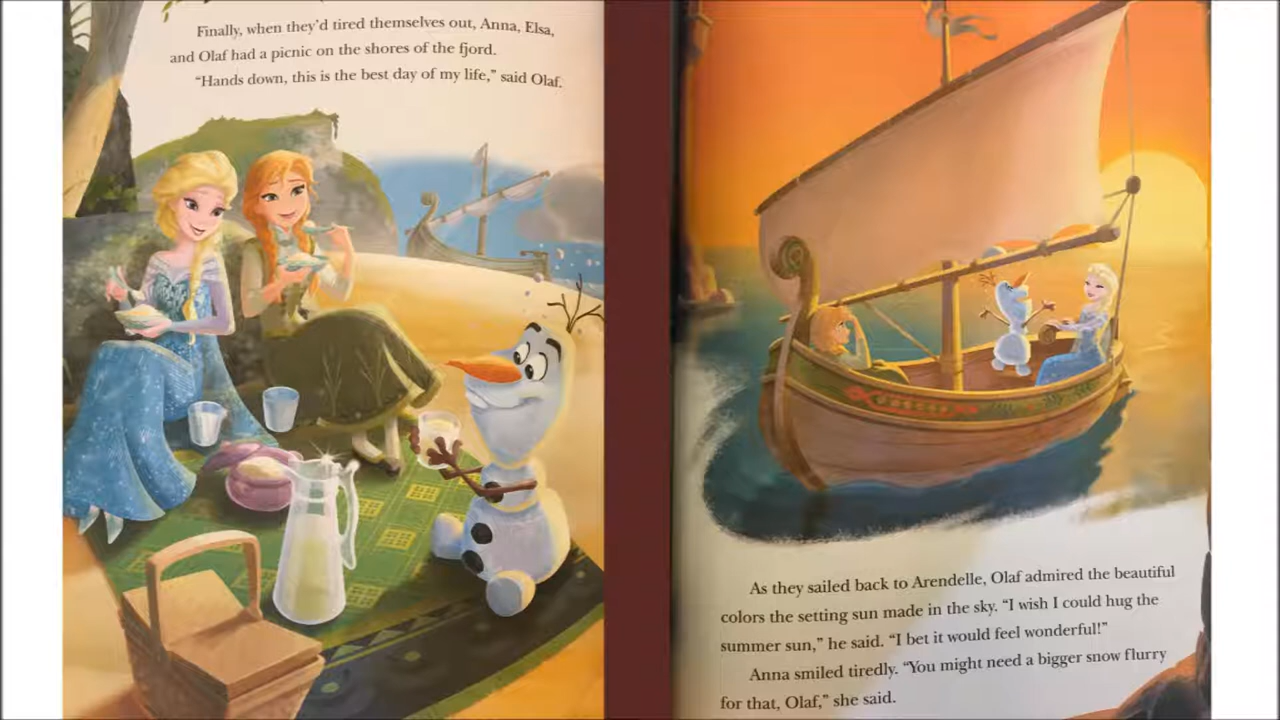 Finally, when they'd tired themselves out, Anna, Elsa,
and Olaf had a picnic on the shores of the fjord.
"Hands down, this is the best day of my life," said Olaf.
As they sailed back to Arendelle, Olaf admired the beautiful
colors the setting sun made in the sky. "I wish I could hug the
summer sun," he said. "I bet it would feel wonderful!"
Anna smiled tiredly. "You might need a bigger snow flurry
for that, Olaf," she said.